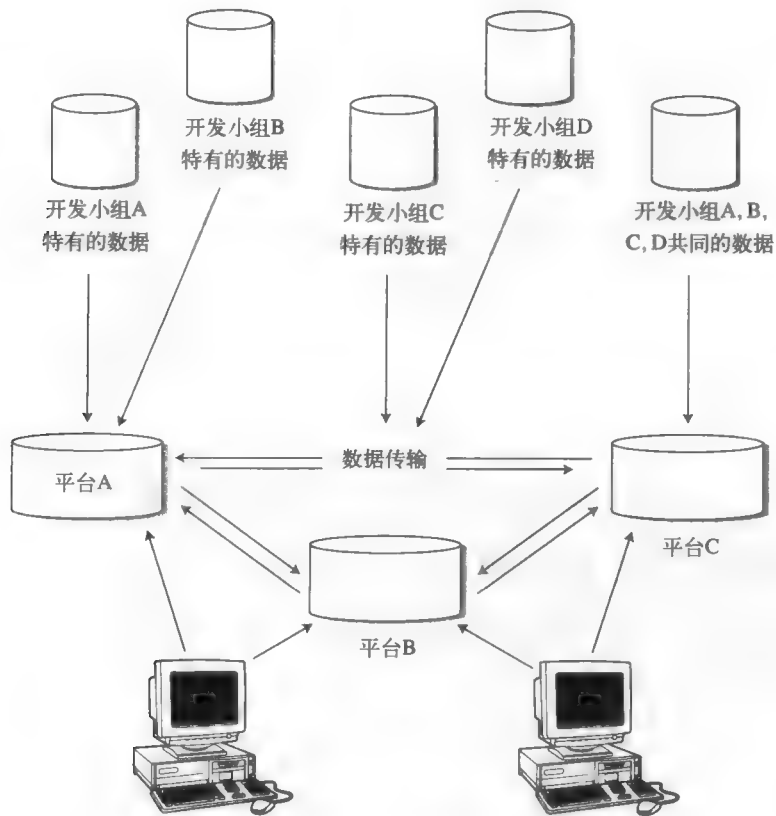 开发小组B
特有的数据
开发小组D
特有的数据
开发小组A
特有的数据
开发小组C
特有的数据
开发小组A, B,
C, D共同的数据
数据传输
平台A
平台C
平台B